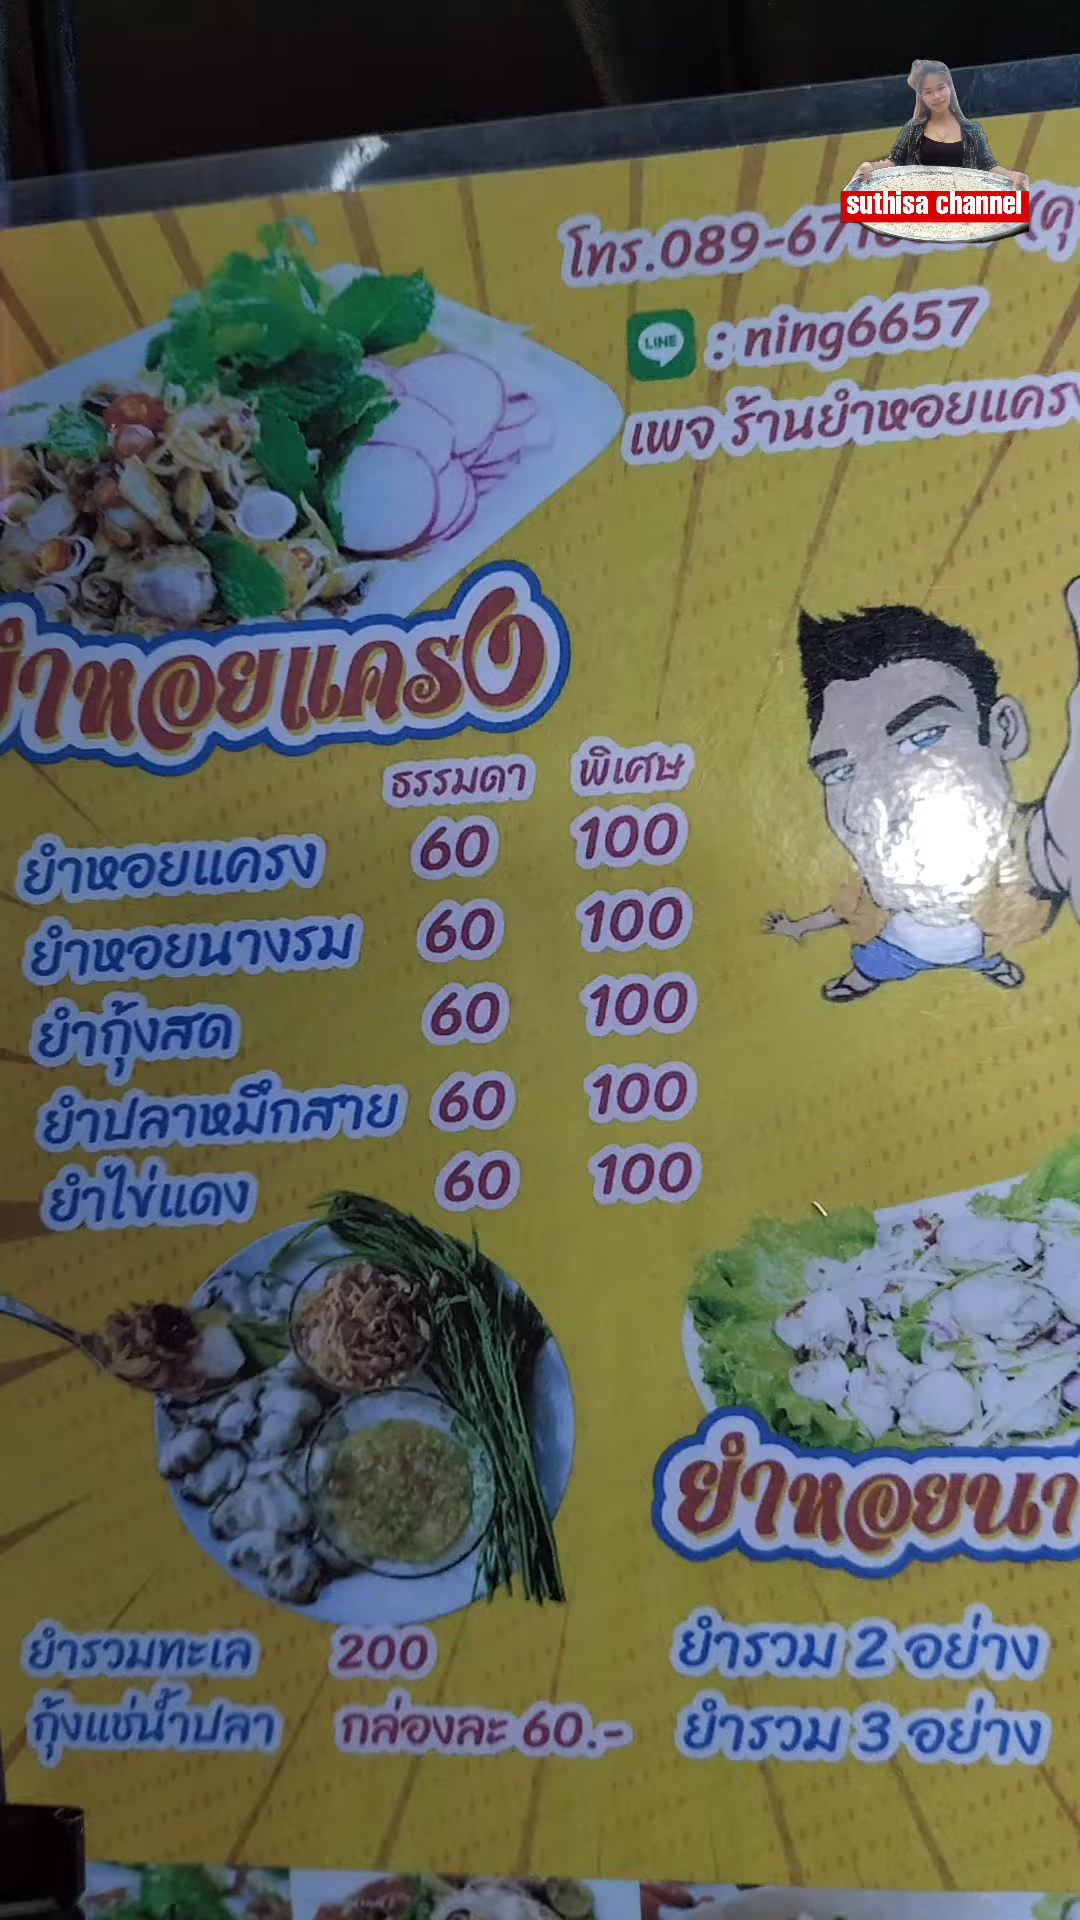 suthisa channel
โทร.089-671
LINE : ning6657
เพจ ร้านยำหอยแครง
ยำหอยแครง
ธรรมดา พิเศษ
ยำหอยแครง 60 100
ยำหอยนางรม 60 100
ยำกุ้งสด 60 100
ยำปลาหมึกสาย 60 100
ยำไข่แดง 60 100
ยำหอยนา
ยำรวมทะเล 200
กุ้งแช่น้ำปลา กล่องละ 60.-
ยำรวม 2 อย่าง
ยำรวม 3 อย่าง